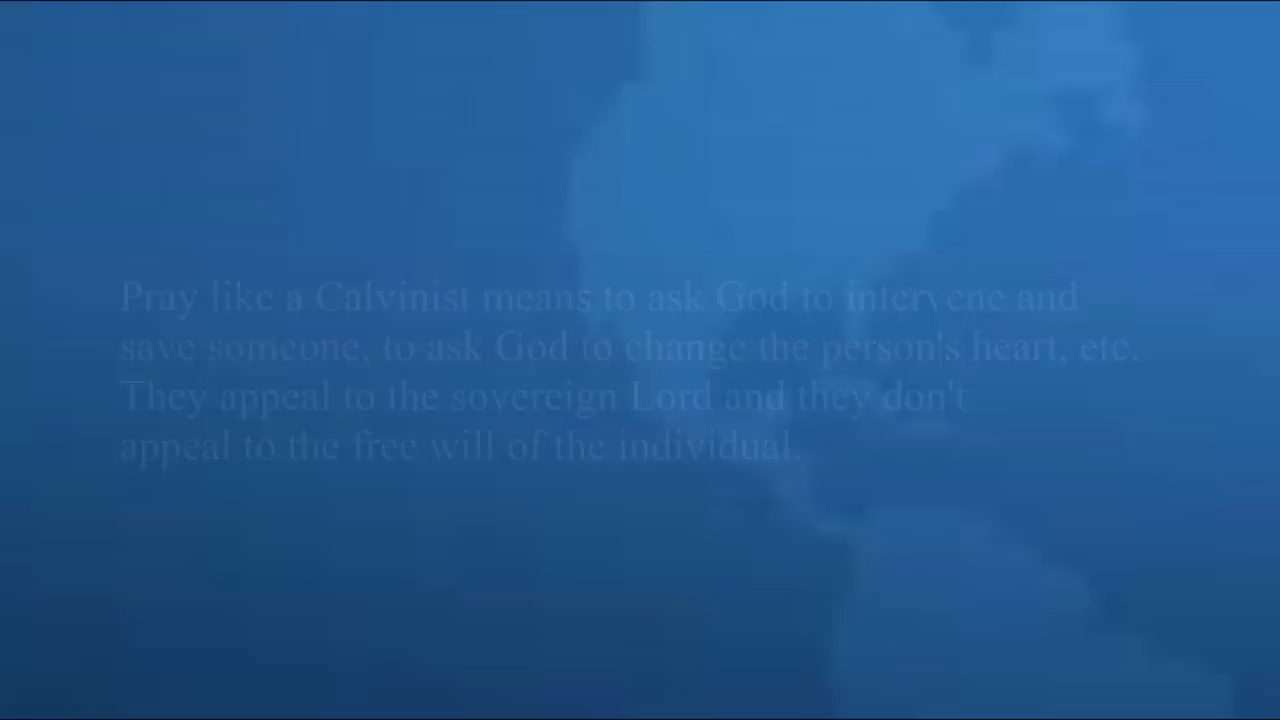 Pray like a Calvinist means to ask God to intervene and
save someone, to ask God to change the person's heart, etc.
They appeal to the sovereign Lord and they don't
appeal to the free will of the individual.